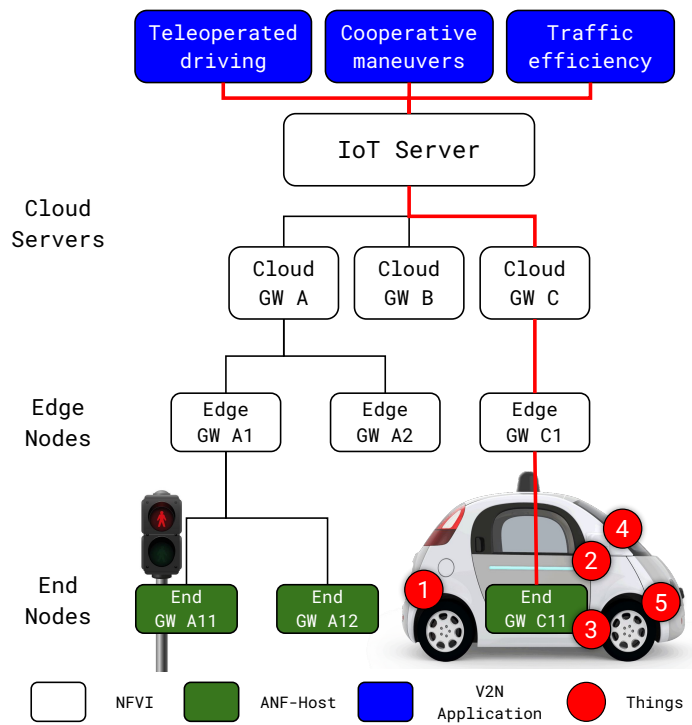 Teleoperated
driving
Cooperative
maneuvers
Traffic
efficiency
IoT Server
Cloud
Servers
Cloud
GW A
Cloud
GW B
Cloud
GW C
Edge
Nodes
Edge
GW A1
Edge
GW A2
Edge
GW C1
4
2
1
5
3
End
Nodes
End
GW A11
End
GW A12
End
GW C11
NFVI
ANF-Host
V2N
Application
Things